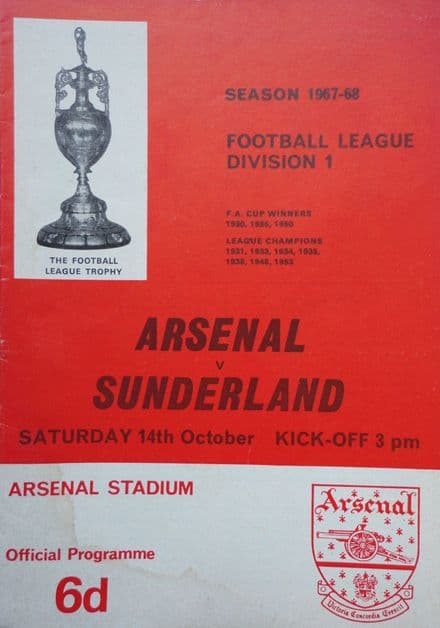 THE FOOTBALL
LEAGUE TROPHY
SEASON 1967-68
FOOTBALL LEAGUE
DIVISION 1
F.A. CUP WINNERS
1930, 1936, 1950
LEAGUE CHAMPIONS
1931, 1933, 1934, 1935,
1938, 1948, 1953
ARSENAL
v
SUNDERLAND
SATURDAY 14th October KICK-OFF 3 pm
ARSENAL STADIUM
Official Programme
6d
Arsenal
Victoria Concordia Crescit